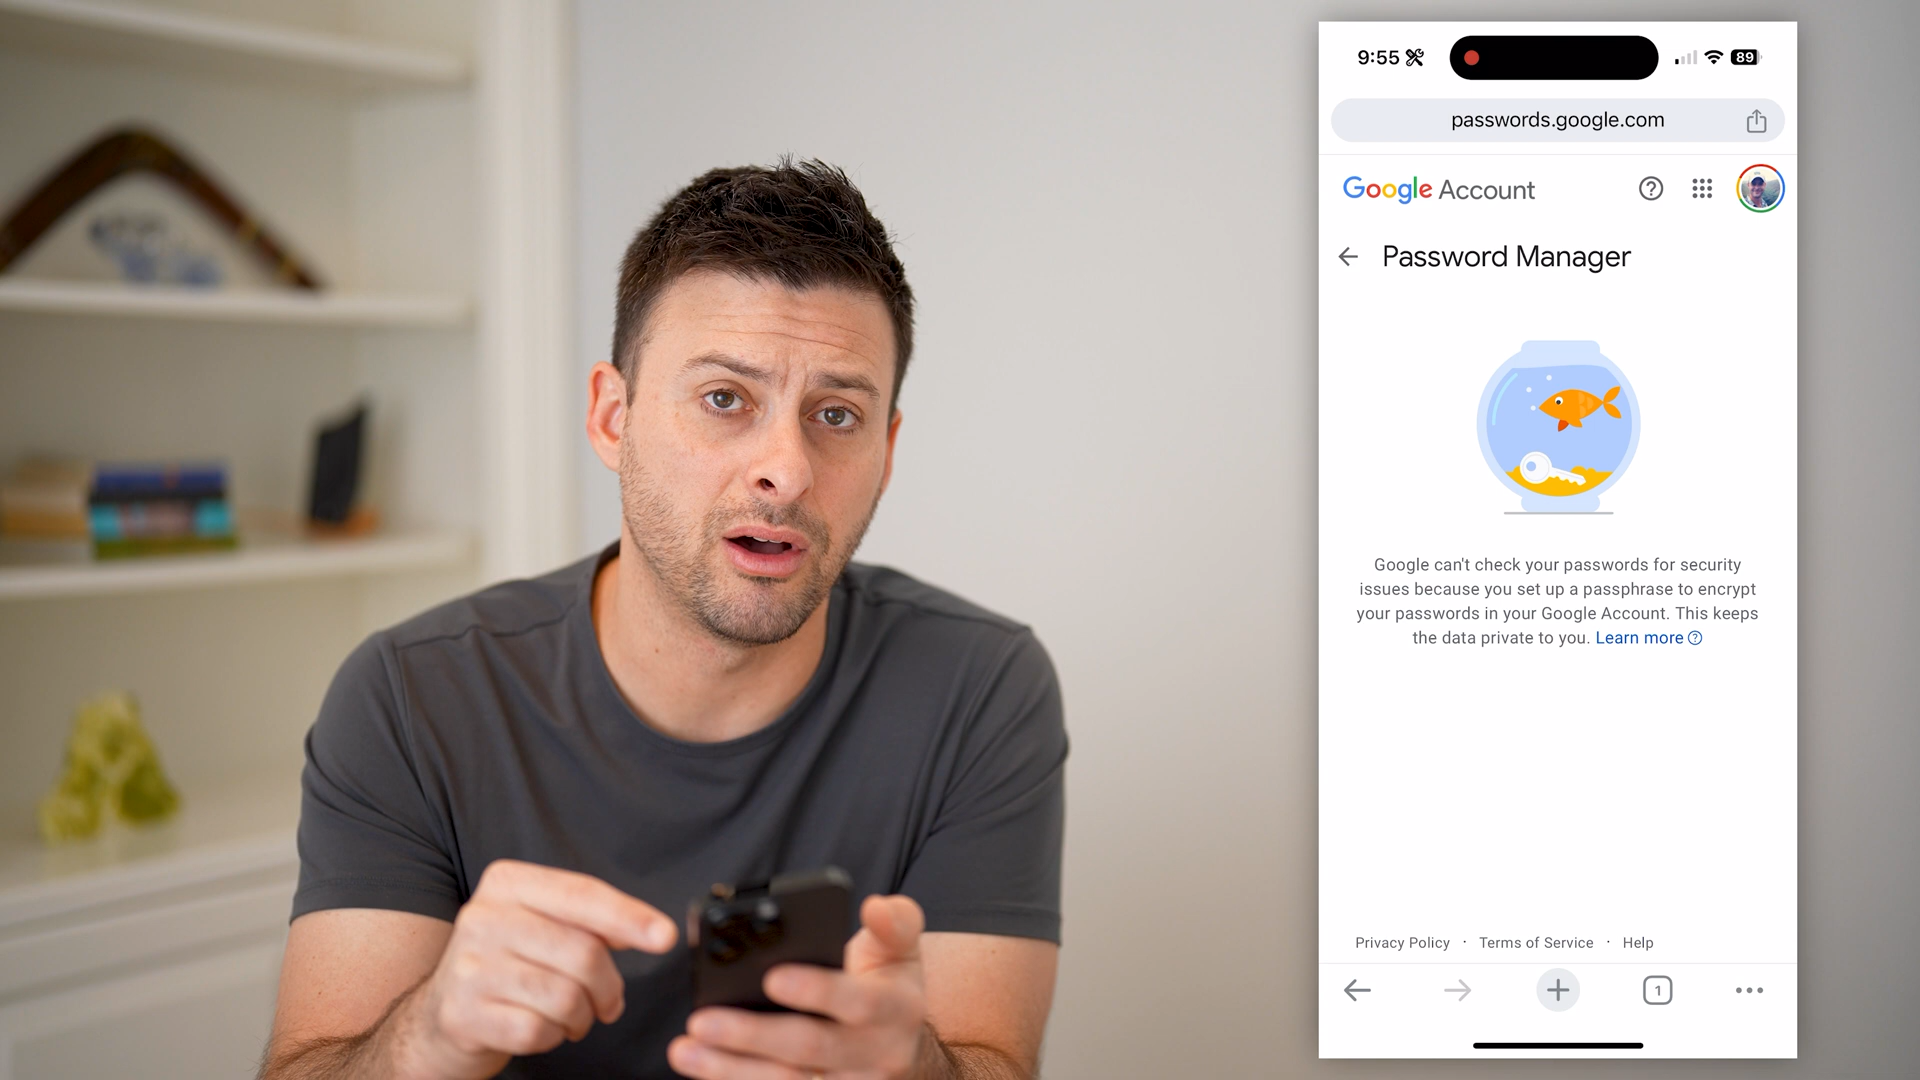 9:55
89
passwords.google.com
Google Account
Password Manager
Google can't check your passwords for security
issues because you set up a passphrase to encrypt
your passwords in your Google Account. This keeps
the data private to you. Learn more
Privacy Policy · Terms of Service · Help
1